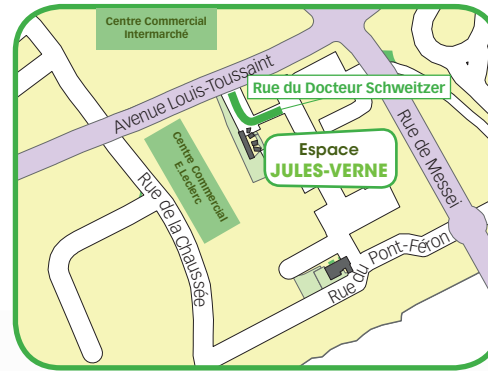 Centre Commercial
Intermarché
Avenue Louis-Toussaint
Rue du Docteur Schweitzer
Centre Commercial
E.Leclerc
Espace
JULES-VERNE
Rue de Messei
Rue de la Chaussée
Rue du Pont-Féron